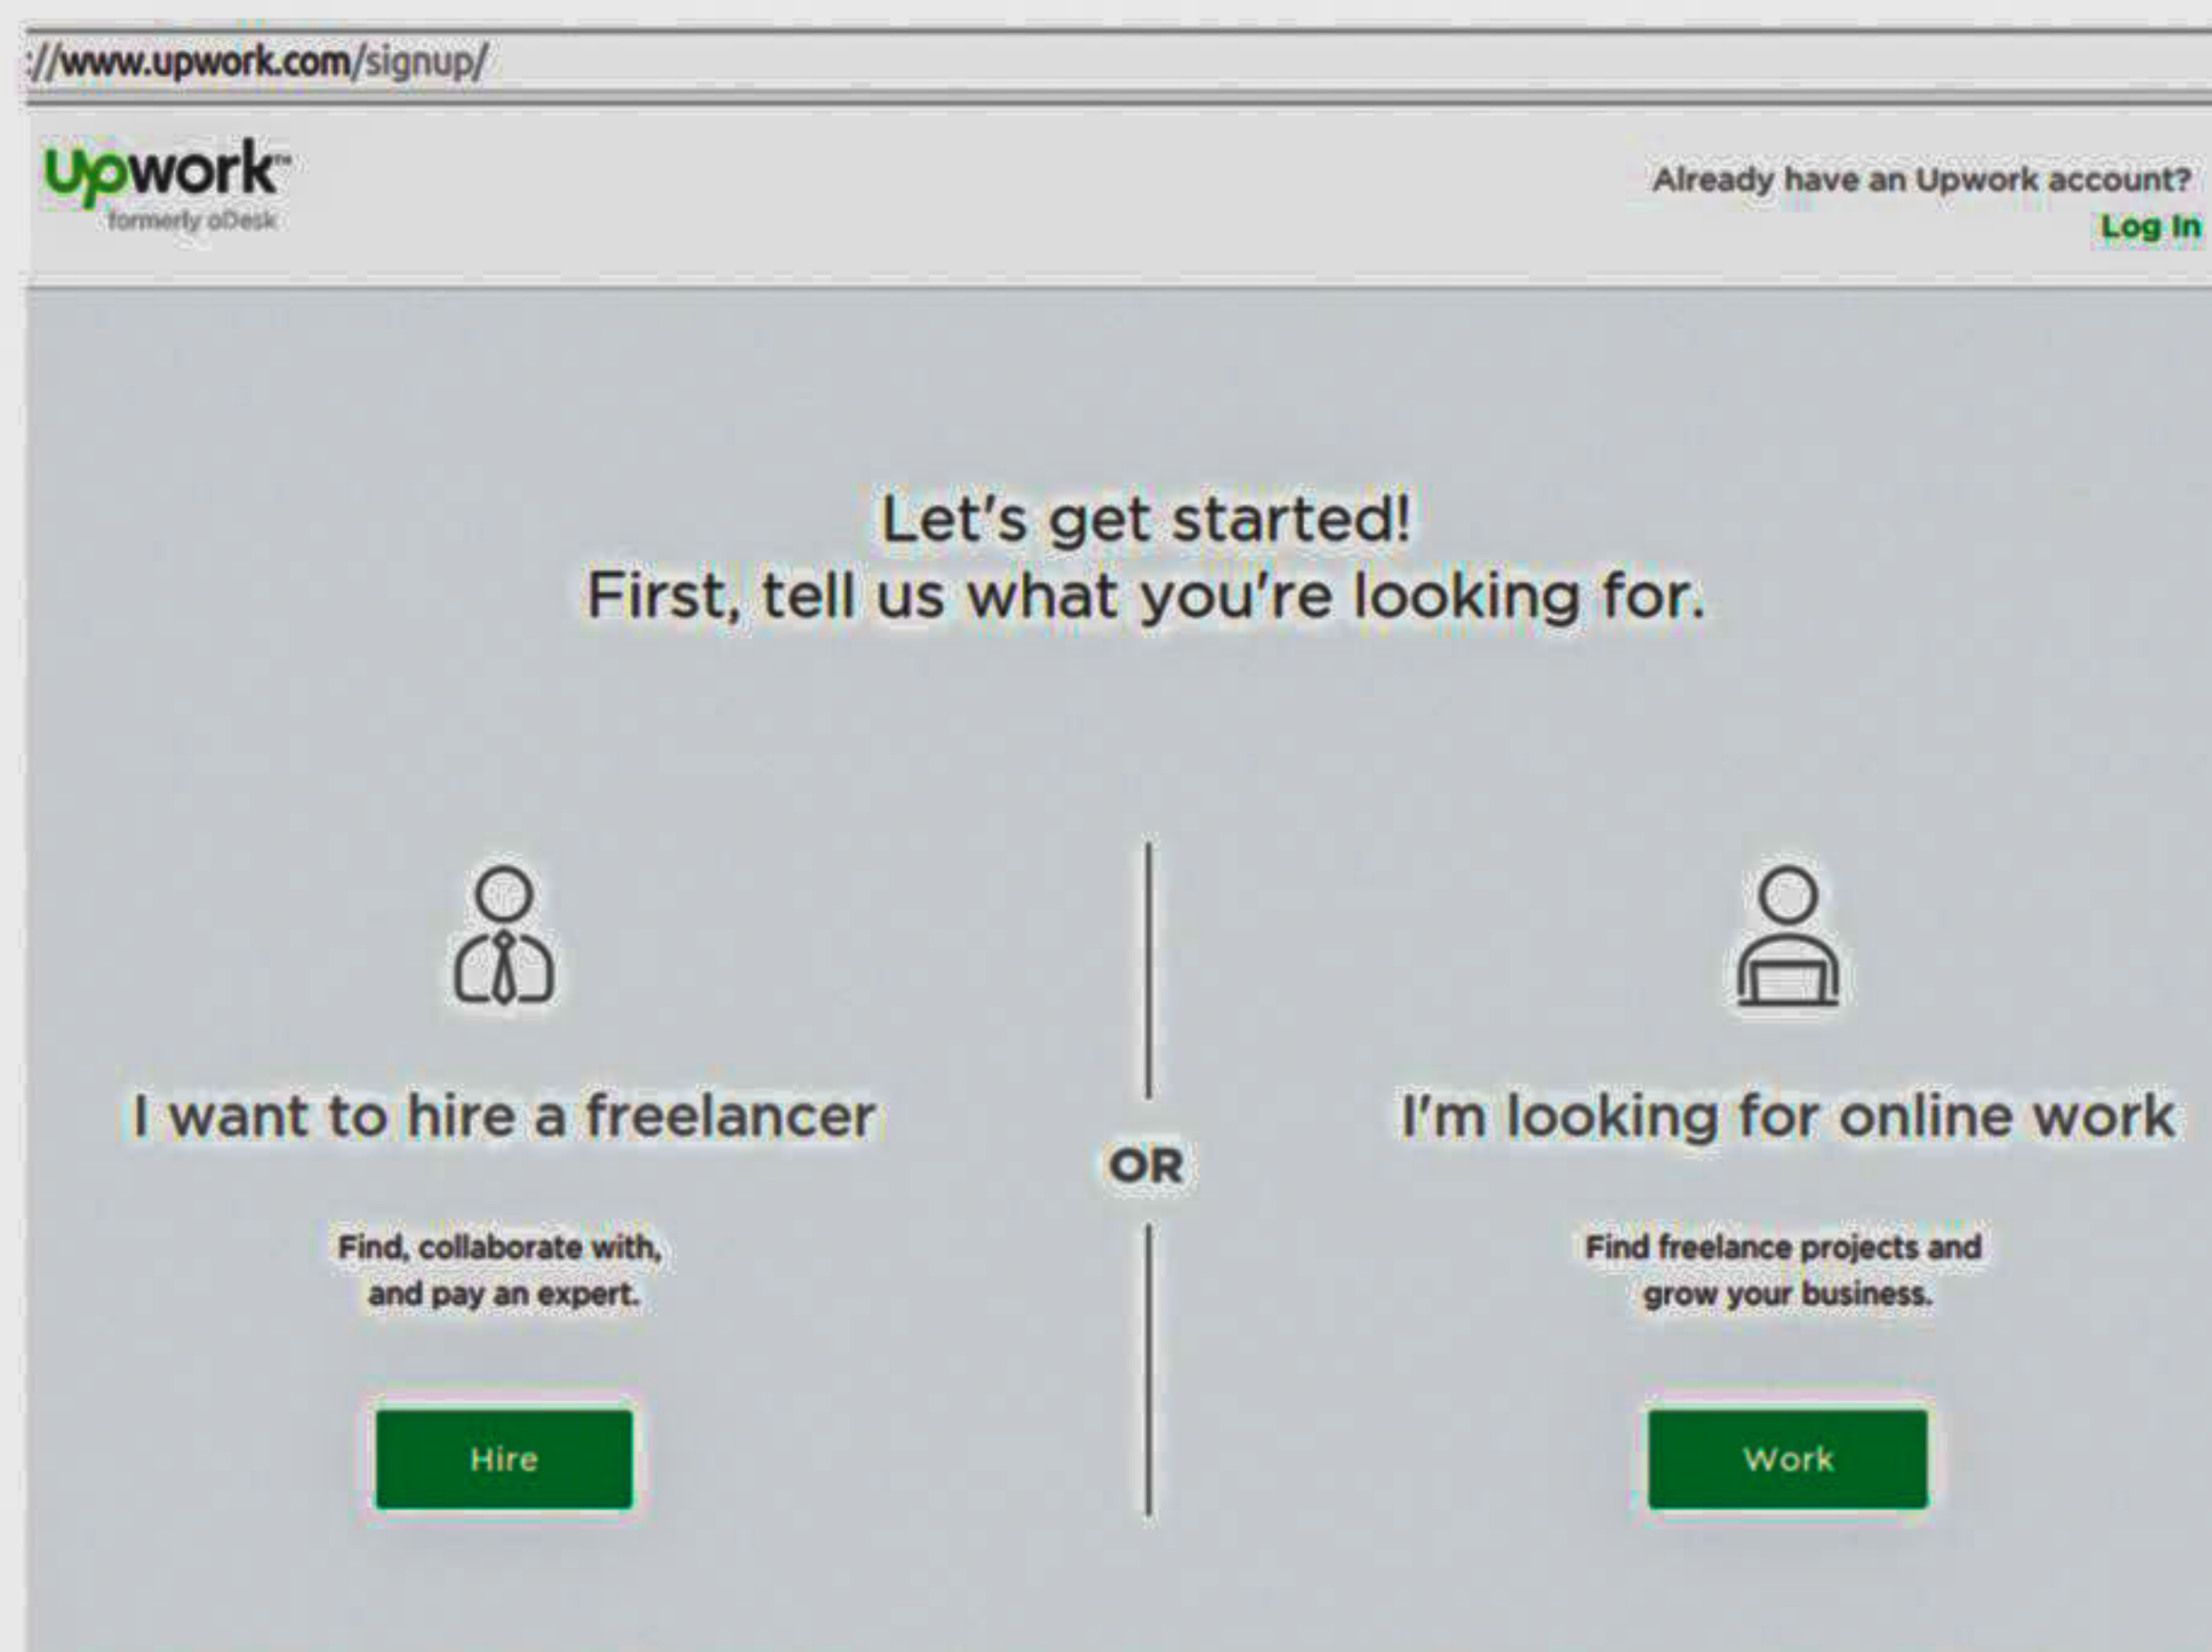 ://www.upwork.com/signup/
Upwork™
formerly oDesk
Already have an Upwork account?
Log In
Let's get started!
First, tell us what you're looking for.
I want to hire a freelancer
OR
I'm looking for online work
Find, collaborate with,
and pay an expert.
Find freelance projects and
grow your business.
Hire
Work